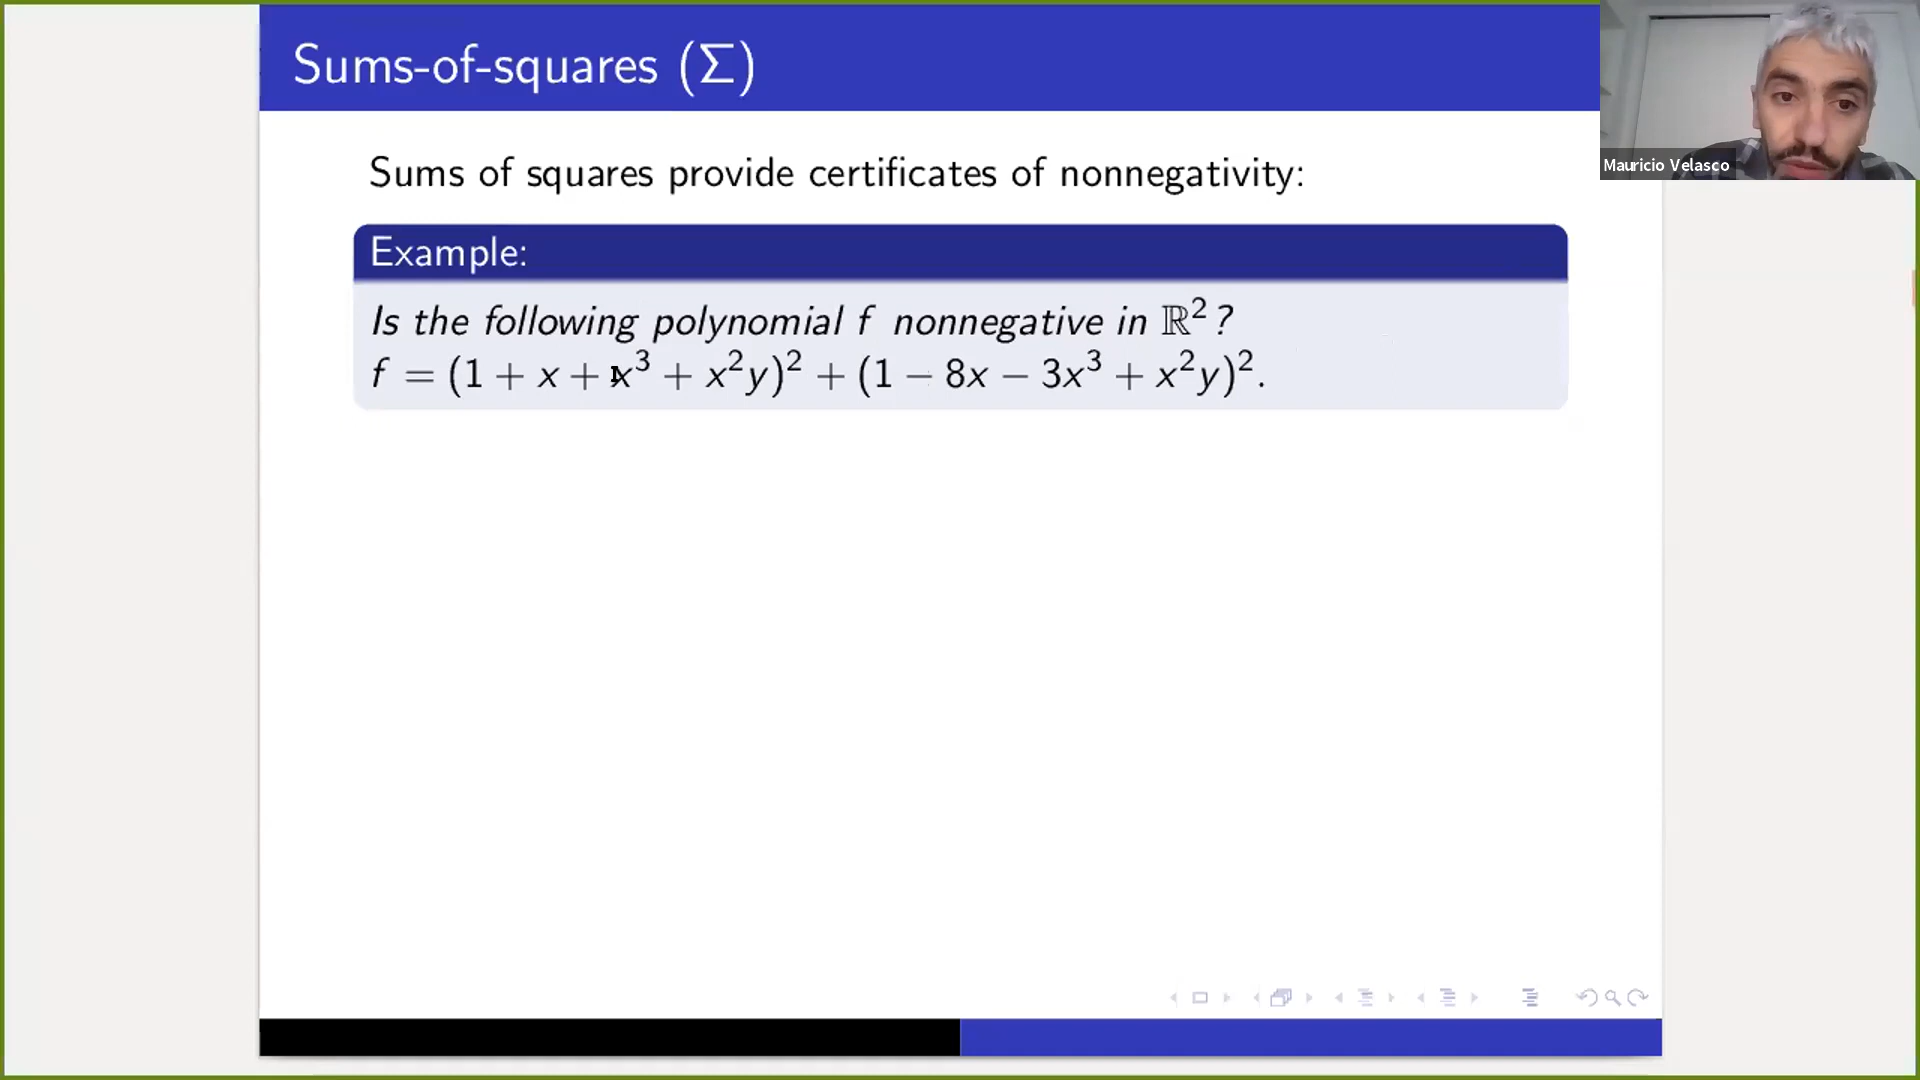 Sums-of-squares (Σ)
Mauricio Velasco
Sums of squares provide certificates of nonnegativity:
Example:
Is the following polynomial f nonnegative in ℝ²?
f = (1 + x + x³ + x²y)² + (1 − 8x − 3x³ + x²y)².